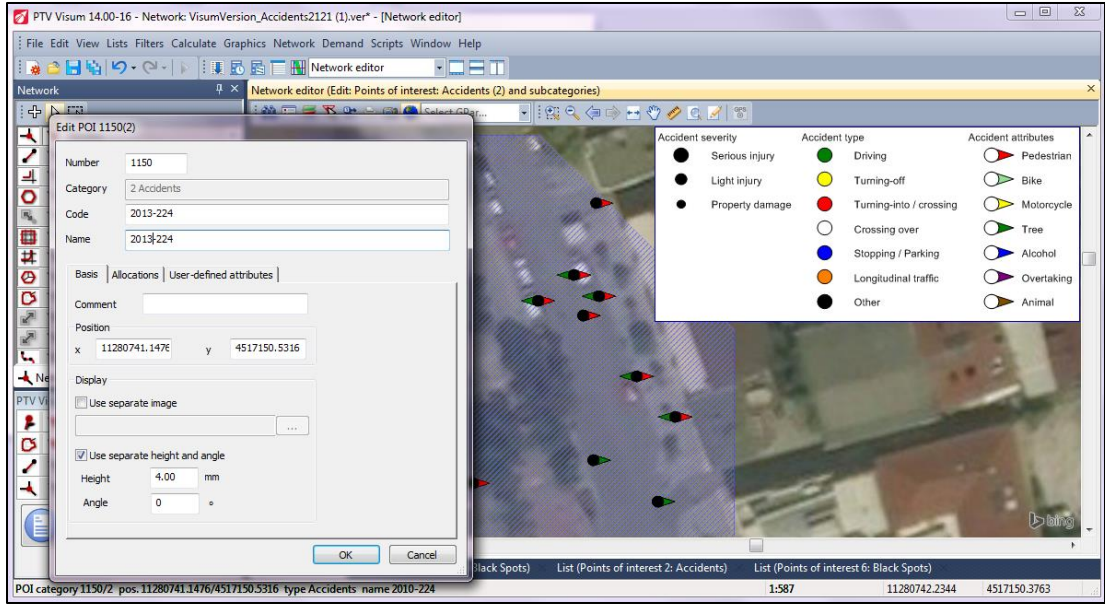 PTV Visum 14.00-16 - Network: VisumVersion_Accidents2121 (1).ver* - [Network editor]
File Edit View Lists Filters Calculate Graphics Network Demand Scripts Window Help
Network editor
Network
Network editor (Edit: Points of interest: Accidents (2) and subcategories)
Select GPar...
GPS
Edit POI 1150(2)
Number 1150
Category 2 Accidents
Code 2013-224
Name 2013-224
Basis Allocations User-defined attributes
Comment
Position
x 11280741.1476 y 4517150.5316
Display
Use separate image
...
Use separate height and angle
Height 4.00 mm
Angle 0 °
OK Cancel
Ne
PTV Vi
Accident severity Accident type Accident attributes
Serious injury Driving Pedestrian
Light injury Turning-off Bike
Property damage Turning-into / crossing Motorcycle
Crossing over Tree
Stopping / Parking Alcohol
Longitudinal traffic Overtaking
Other Animal
bing
Black Spots) List (Points of interest 2: Accidents) List (Points of interest 6: Black Spots)
POI category 1150/2 pos. 11280741.1476/4517150.5316 type Accidents name 2010-224 1:587 11280742.2344 4517150.3763